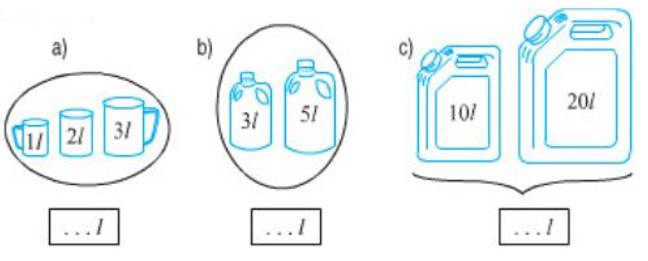 a) b) c)
1l 2l 3l 3l 5l 10l 20l
...l ...l ...l